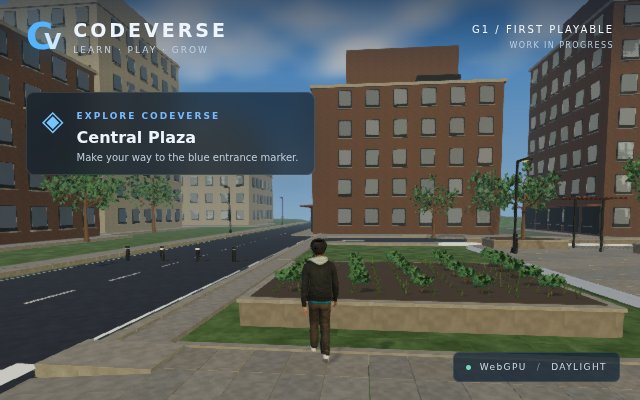 Cv CODEVERSE
LEARN · PLAY · GROW
G1 / FIRST PLAYABLE
WORK IN PROGRESS
EXPLORE CODEVERSE
Central Plaza
Make your way to the blue entrance marker.
WebGPU / DAYLIGHT